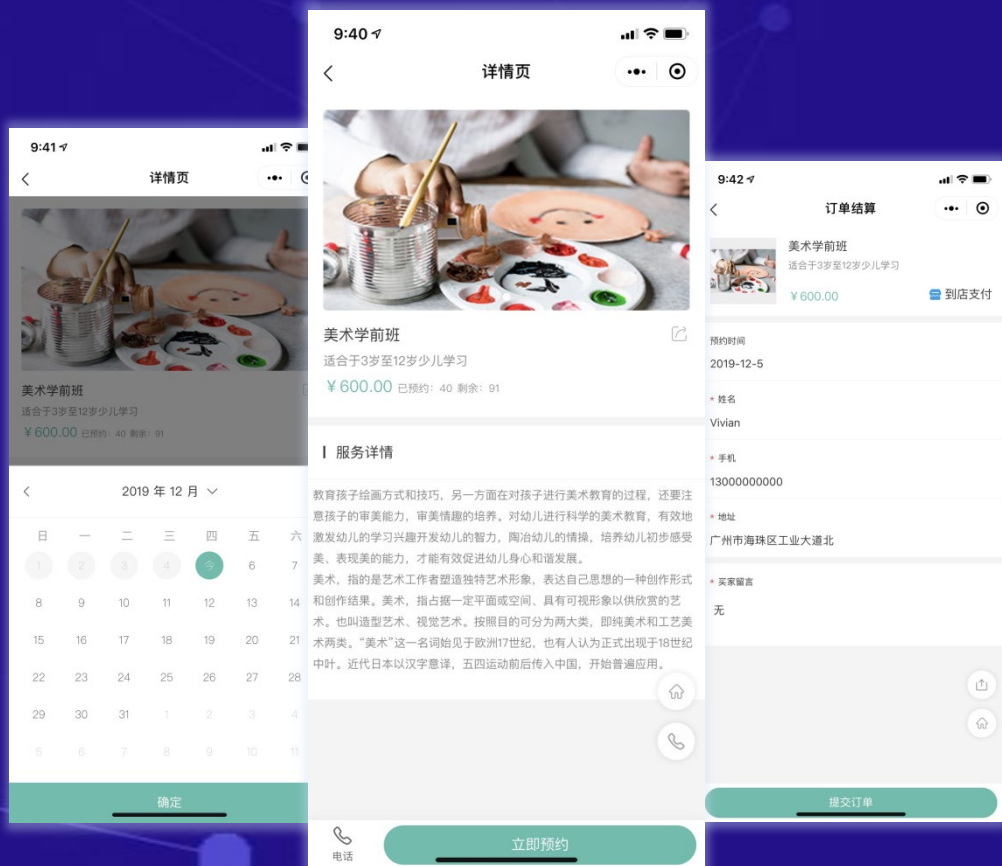 9:41
详情页
美术学前班
适合于3岁至12岁少儿学习
￥600.00 已预约: 40 剩余: 91
2019 年 12 月
日 一 二 三 四 五 六
1 2 3 4 今 6 7
8 9 10 11 12 13 14
15 16 17 18 19 20 21
22 23 24 25 26 27 28
29 30 31 1 2 3 4
5 6 7 8 9 10 11
确定
9:40
详情页
美术学前班
适合于3岁至12岁少儿学习
￥600.00 已预约: 40 剩余: 91
服务详情
教育孩子绘画方式和技巧，另一方面在对孩子进行美术教育的过程，还要注
意孩子的审美能力，审美情趣的培养。对幼儿进行科学的美术教育，有效地
激发幼儿的学习兴趣开发幼儿的智力，陶冶幼儿的情操，培养幼儿初步感受
美、表现美的能力，才能有效促进幼儿身心和谐发展。
美术，指的是艺术工作者塑造独特艺术形象，表达自己思想的一种创作形式
和创作结果。美术，指占据一定平面或空间、具有可视形象以供欣赏的艺
术。也叫造型艺术、视觉艺术。按照目的可分为两大类，即纯美术和工艺美
术两类。“美术”这一名词始见于欧洲17世纪，也有人认为正式出现于18世纪
中叶。近代日本以汉字意译，五四运动前后传入中国，开始普遍应用。
电话
立即预约
9:42
订单结算
美术学前班
适合于3岁至12岁少儿学习
￥600.00
到店支付
预约时间
2019-12-5
* 姓名
Vivian
* 手机
13000000000
* 地址
广州市海珠区工业大道北
* 买家留言
无
提交订单